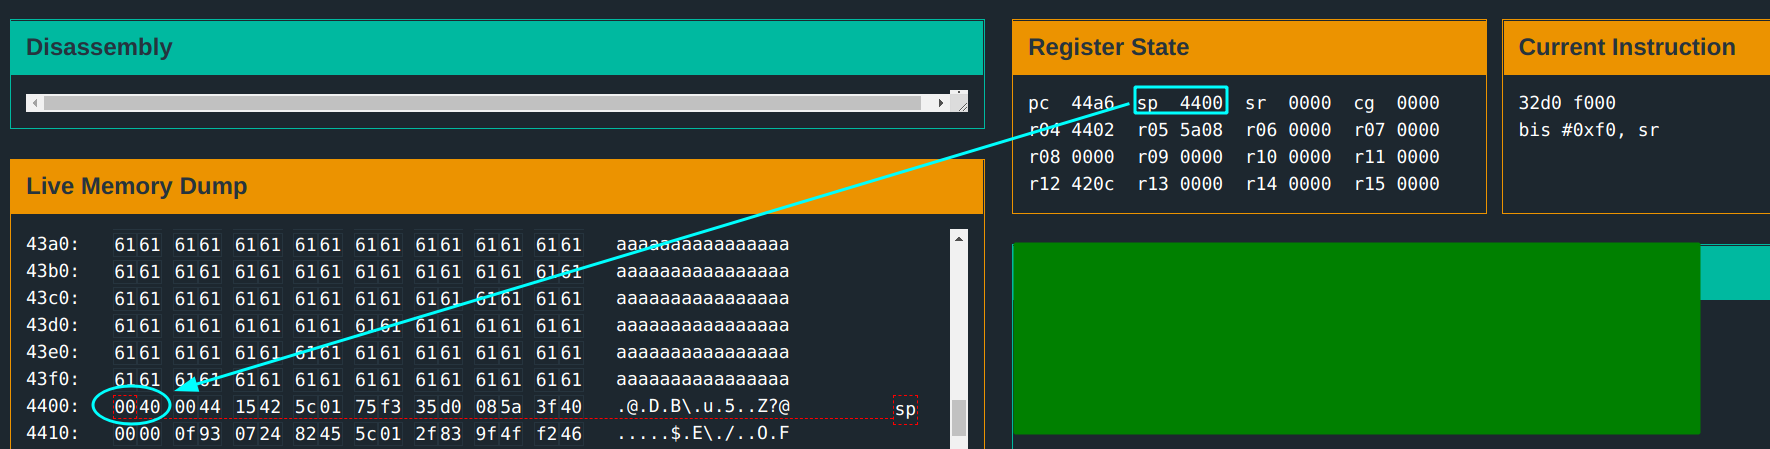 Disassembly
Register State
Current Instruction
pc 44a6 sp 4400 sr 0000 cg 0000
r04 4402 r05 5a08 r06 0000 r07 0000
r08 0000 r09 0000 r10 0000 r11 0000
r12 420c r13 0000 r14 0000 r15 0000
32d0 f000
bis #0xf0, sr
Live Memory Dump
43a0: 6161 6161 6161 6161 6161 6161 6161 6161 aaaaaaaaaaaaaaaa
43b0: 6161 6161 6161 6161 6161 6161 6161 6161 aaaaaaaaaaaaaaaa
43c0: 6161 6161 6161 6161 6161 6161 6161 6161 aaaaaaaaaaaaaaaa
43d0: 6161 6161 6161 6161 6161 6161 6161 6161 aaaaaaaaaaaaaaaa
43e0: 6161 6161 6161 6161 6161 6161 6161 6161 aaaaaaaaaaaaaaaa
43f0: 6161 6161 6161 6161 6161 6161 6161 6161 aaaaaaaaaaaaaaaa
4400: 0040 0044 1542 5c01 75f3 35d0 085a 3f40 .@.D.B\.u.5..Z?@ sp
4410: 0000 0f93 0724 8245 5c01 2f83 9f4f f246 .....$.E\./..O.F